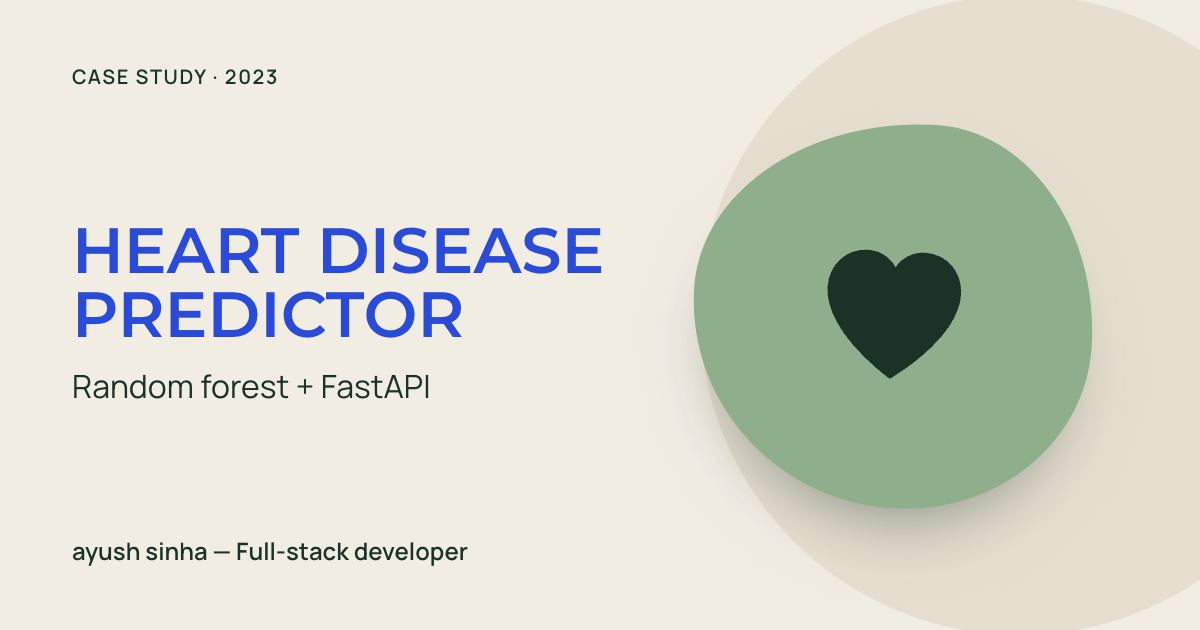 CASE STUDY · 2023
HEART DISEASE
PREDICTOR
Random forest + FastAPI
ayush sinha — Full-stack developer